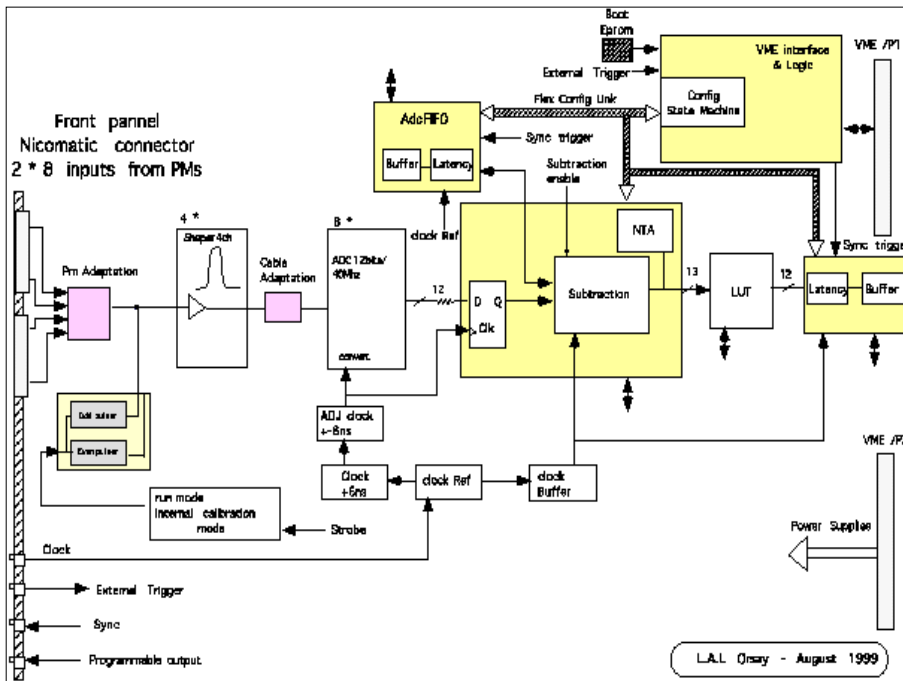 Boot
Eprom
VME interface
& Logic
VME /P1
External Trigger
Config
State Machine
Flex Config Link
Front pannel
Nicomatic connector
2 * 8 inputs from PMs
AdcFIFO
Sync trigger
Buffer
Latency
Subtraction
enable
clock Ref
4 *
Shaper 4ch
8 *
ADC 12bits/
40Mhz
Cable
Adaptation
Pm Adaptation
NTA
Sync trigger
12
D Q
Clk
Subtraction
13
LUT
12
Latency
Buffer
convert.
ADJ clock
+-6ns
Clock
+6ns
clock Ref
clock
Buffer
VME /P2
run mode
internal calibration
mode
Strobe
Power Supplies
Clock
External Trigger
Sync
Programmable output
L.A.L Orsay - August 1999